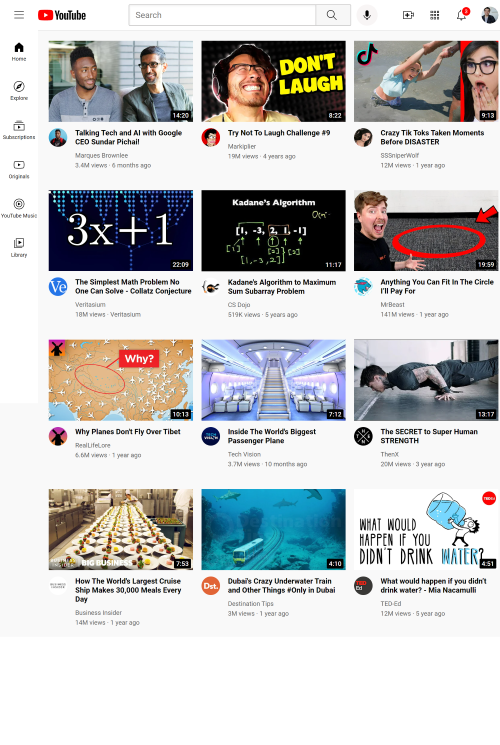 YouTube
Search
3
Home
Explore
Subscriptions
Originals
YouTube Music
Library
14:20
Talking Tech and AI with Google
CEO Sundar Pichai!
Marques Brownlee
3.4M views · 6 months ago
DON'T
LAUGH
8:22
Try Not To Laugh Challenge #9
Markiplier
19M views · 4 years ago
9:13
Crazy Tik Toks Taken Moments
Before DISASTER
SSSniperWolf
12M views · 1 year ago
3x+1
22:09
Ve
The Simplest Math Problem No
One Can Solve - Collatz Conjecture
Veritasium
18M views · Veritasium
Kadane's Algorithm
[1, -3, 2, 1, -1]
11:17
Kadane's Algorithm to Maximum
Sum Subarray Problem
CS Dojo
519K views · 5 years ago
19:59
Anything You Can Fit In The Circle
I'll Pay For
MrBeast
141M views · 1 year ago
Why?
10:13
Why Planes Don't Fly Over Tibet
RealLifeLore
6.6M views · 1 year ago
7:12
TECH
VISION
Inside The World's Biggest
Passenger Plane
Tech Vision
3.7M views · 10 months ago
13:17
The SECRET to Super Human
STRENGTH
ThenX
20M views · 3 year ago
BUSINESS
INSIDER
BIG BUSINESS
7:53
BUSINESS
INSIDER
How The World's Largest Cruise
Ship Makes 30,000 Meals Every
Day
Business Insider
14M views · 1 year ago
4:10
Dst.
Dubai's Crazy Underwater Train
and Other Things #Only in Dubai
Destination Tips
3M views · 1 year ago
TED-Ed
WHAT WOULD
HAPPEN IF YOU
DIDN'T DRINK WATER?
4:51
TED
Ed
What would happen if you didn't
drink water? - Mia Nacamulli
TED-Ed
12M views · 5 year ago